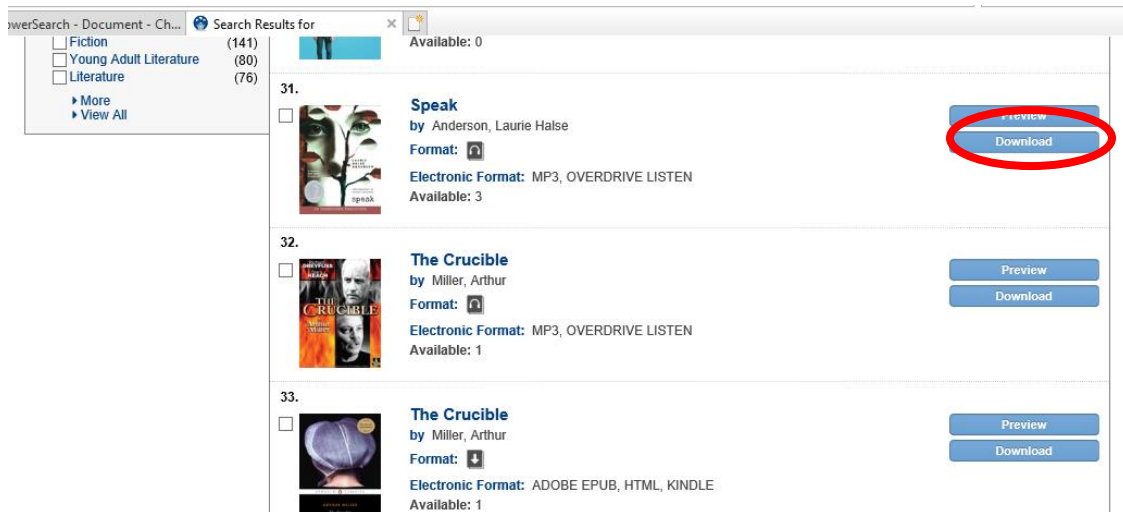 owerSearch - Document - Ch... Search Results for
Fiction (141)
Young Adult Literature (80)
Literature (76)
More
View All
Available: 0
31.
Speak
by Anderson, Laurie Halse
Format:
Electronic Format: MP3, OVERDRIVE LISTEN
Available: 3
speak
Preview
Download
32.
The Crucible
by Miller, Arthur
Format:
Electronic Format: MP3, OVERDRIVE LISTEN
Available: 1
THE
CRUCIBLE
Preview
Download
33.
The Crucible
by Miller, Arthur
Format:
Electronic Format: ADOBE EPUB, HTML, KINDLE
Available: 1
Preview
Download